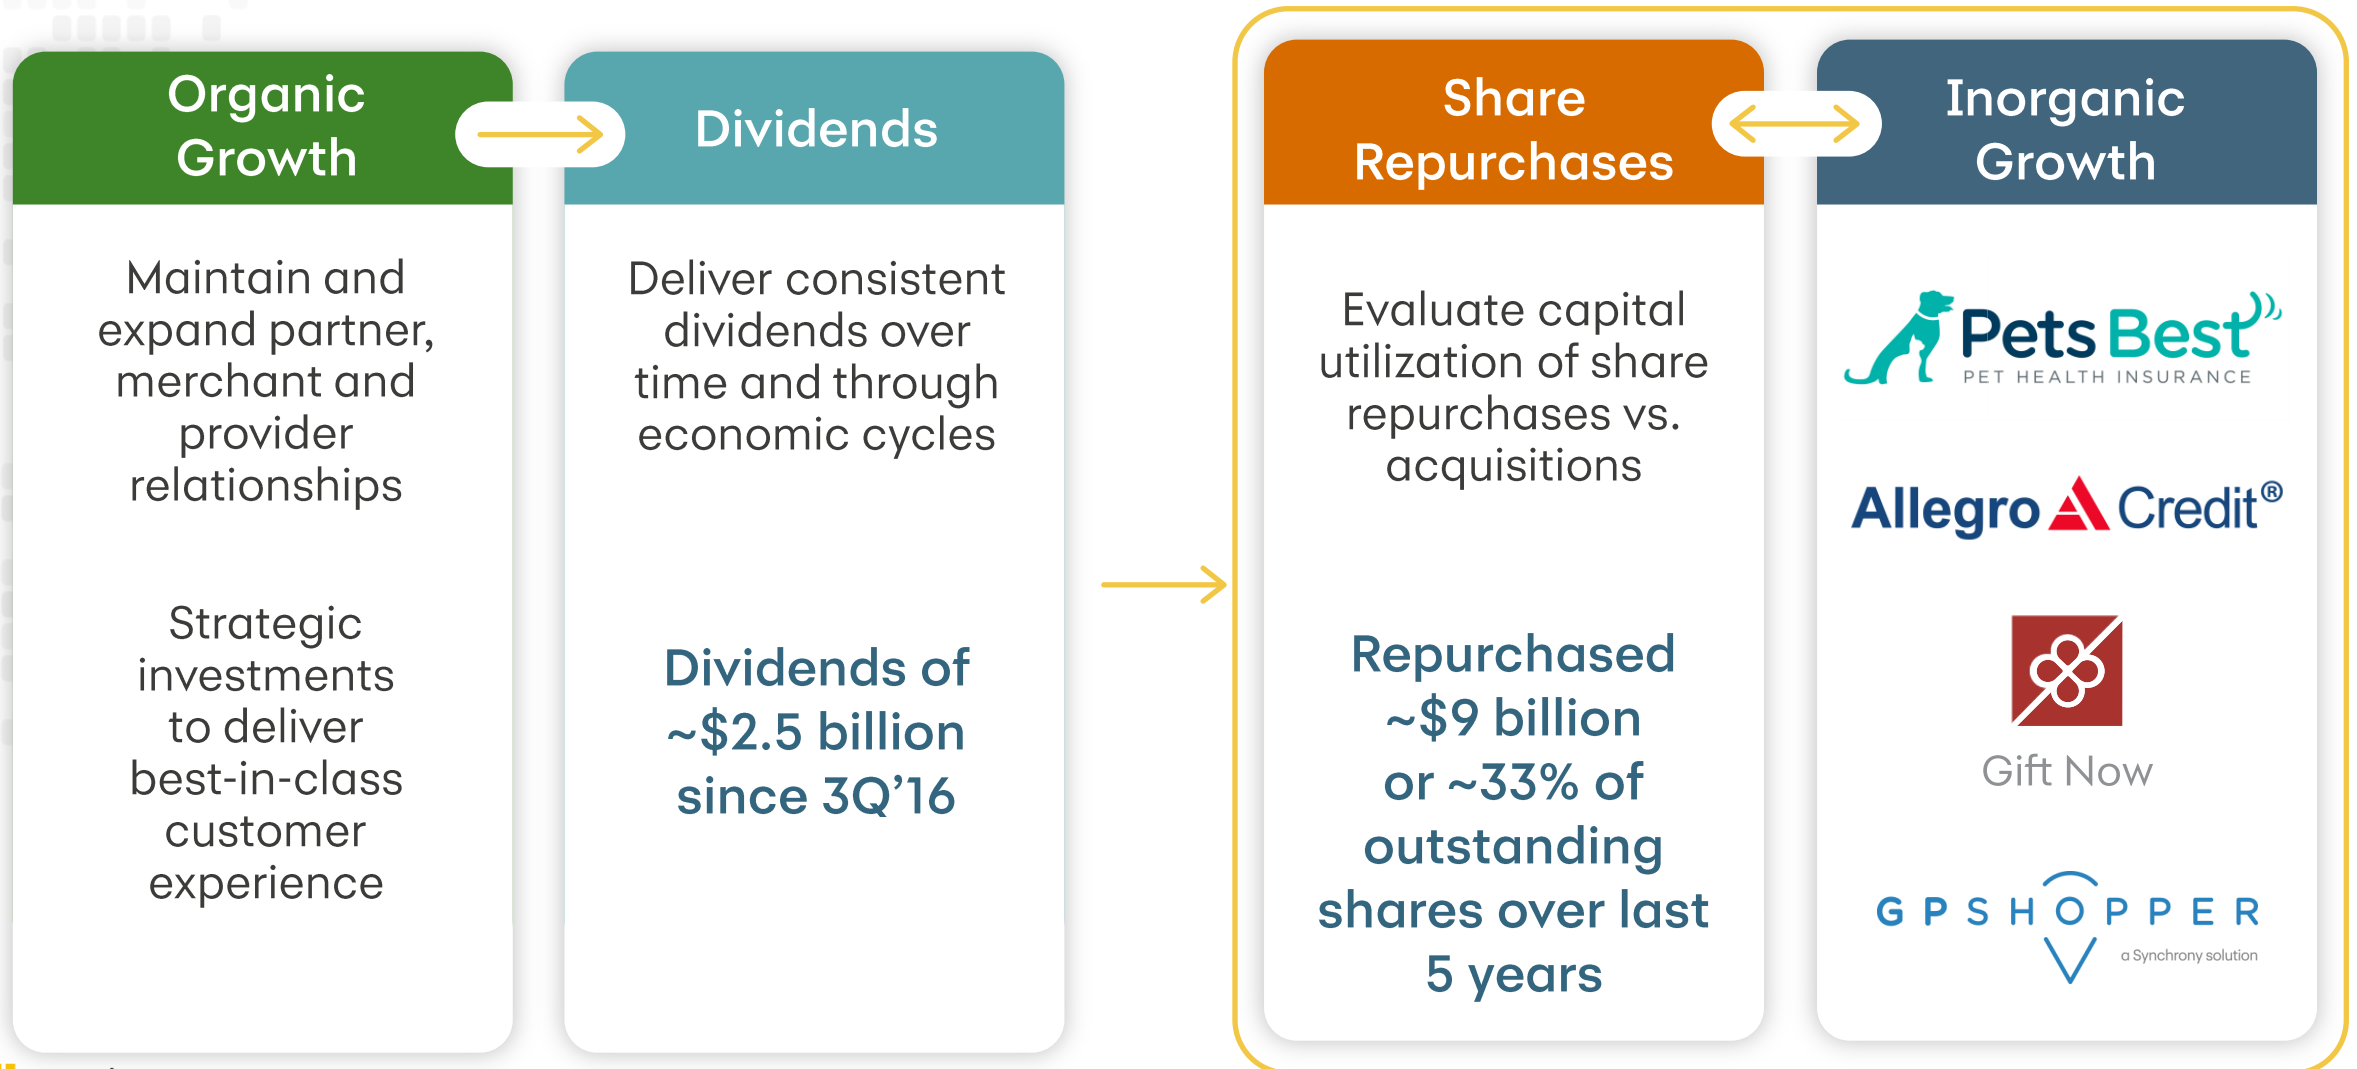 Organic
Growth
Maintain and
expand partner,
merchant and
provider
relationships
Strategic
investments
to deliver
best-in-class
customer
experience
Dividends
Deliver consistent
dividends over
time and through
economic cycles
Dividends of
~$2.5 billion
since 3Q’16
Share
Repurchases
Evaluate capital
utilization of share
repurchases vs.
acquisitions
Repurchased
~$9 billion
or ~33% of
outstanding
shares over last
5 years
Inorganic
Growth
Pets Best
PET HEALTH INSURANCE
Allegro Credit®
Gift Now
GPSHOPPER
a Synchrony solution